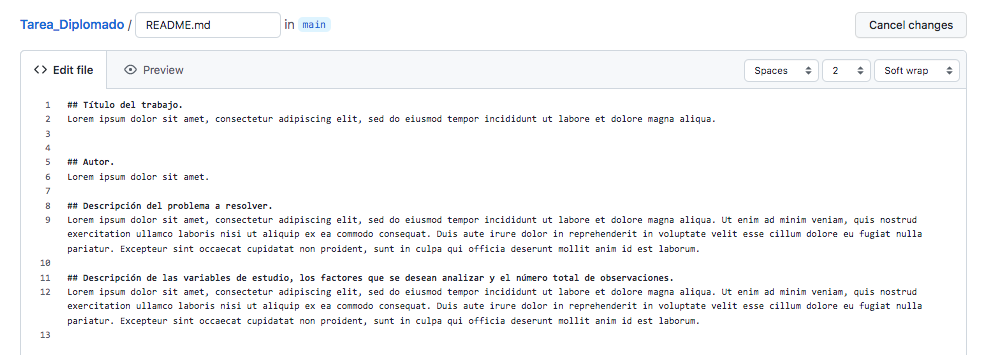 Tarea_Diplomado / README.md in main Cancel changes
<> Edit file Preview Spaces 2 Soft wrap
1 ## Título del trabajo.
2 Lorem ipsum dolor sit amet, consectetur adipiscing elit, sed do eiusmod tempor incididunt ut labore et dolore magna aliqua.
3
4
5 ## Autor.
6 Lorem ipsum dolor sit amet.
7
8 ## Descripción del problema a resolver.
9 Lorem ipsum dolor sit amet, consectetur adipiscing elit, sed do eiusmod tempor incididunt ut labore et dolore magna aliqua. Ut enim ad minim veniam, quis nostrud
exercitation ullamco laboris nisi ut aliquip ex ea commodo consequat. Duis aute irure dolor in reprehenderit in voluptate velit esse cillum dolore eu fugiat nulla
pariatur. Excepteur sint occaecat cupidatat non proident, sunt in culpa qui officia deserunt mollit anim id est laborum.
10
11 ## Descripción de las variables de estudio, los factores que se desean analizar y el número total de observaciones.
12 Lorem ipsum dolor sit amet, consectetur adipiscing elit, sed do eiusmod tempor incididunt ut labore et dolore magna aliqua. Ut enim ad minim veniam, quis nostrud
exercitation ullamco laboris nisi ut aliquip ex ea commodo consequat. Duis aute irure dolor in reprehenderit in voluptate velit esse cillum dolore eu fugiat nulla
pariatur. Excepteur sint occaecat cupidatat non proident, sunt in culpa qui officia deserunt mollit anim id est laborum.
13